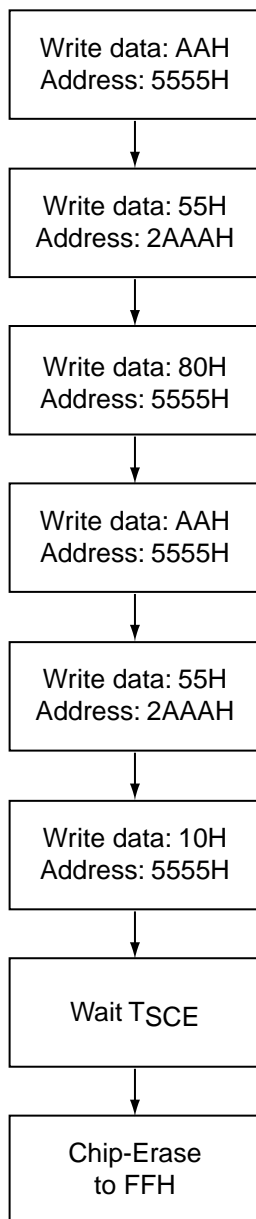 Write data: AAH
Address: 5555H
Write data: 55H
Address: 2AAAH
Write data: 80H
Address: 5555H
Write data: AAH
Address: 5555H
Write data: 55H
Address: 2AAAH
Write data: 10H
Address: 5555H
Wait TSCE
Chip-Erase
to FFH